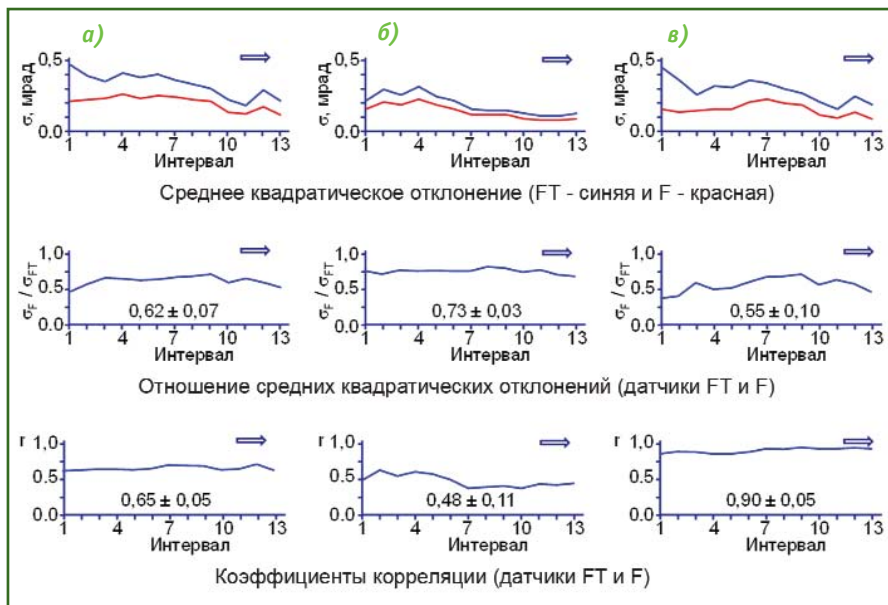 а) б) в)
σ, мрад 0,5 0.0 1 4 7 10 13 Интервал
σ, мрад 0,5 0.0 1 4 7 10 13 Интервал
σ, мрад 0,5 0.0 1 4 7 10 13 Интервал
Среднее квадратическое отклонение (FT - синяя и F - красная)
σF / σFT 1,0 0.5 0.0 0,62 ± 0,07 1 4 7 10 13 Интервал
σF / σFT 1,0 0.5 0.0 0,73 ± 0,03 1 4 7 10 13 Интервал
σF / σFT 1,0 0.5 0.0 0,55 ± 0,10 1 4 7 10 13 Интервал
Отношение средних квадратических отклонений (датчики FT и F)
r 1,0 0.5 0.0 0,65 ± 0,05 1 4 7 10 13 Интервал
r 1,0 0.5 0.0 0,48 ± 0,11 1 4 7 10 13 Интервал
r 1,0 0.5 0.0 0,90 ± 0,05 1 4 7 10 13 Интервал
Коэффициенты корреляции (датчики FT и F)